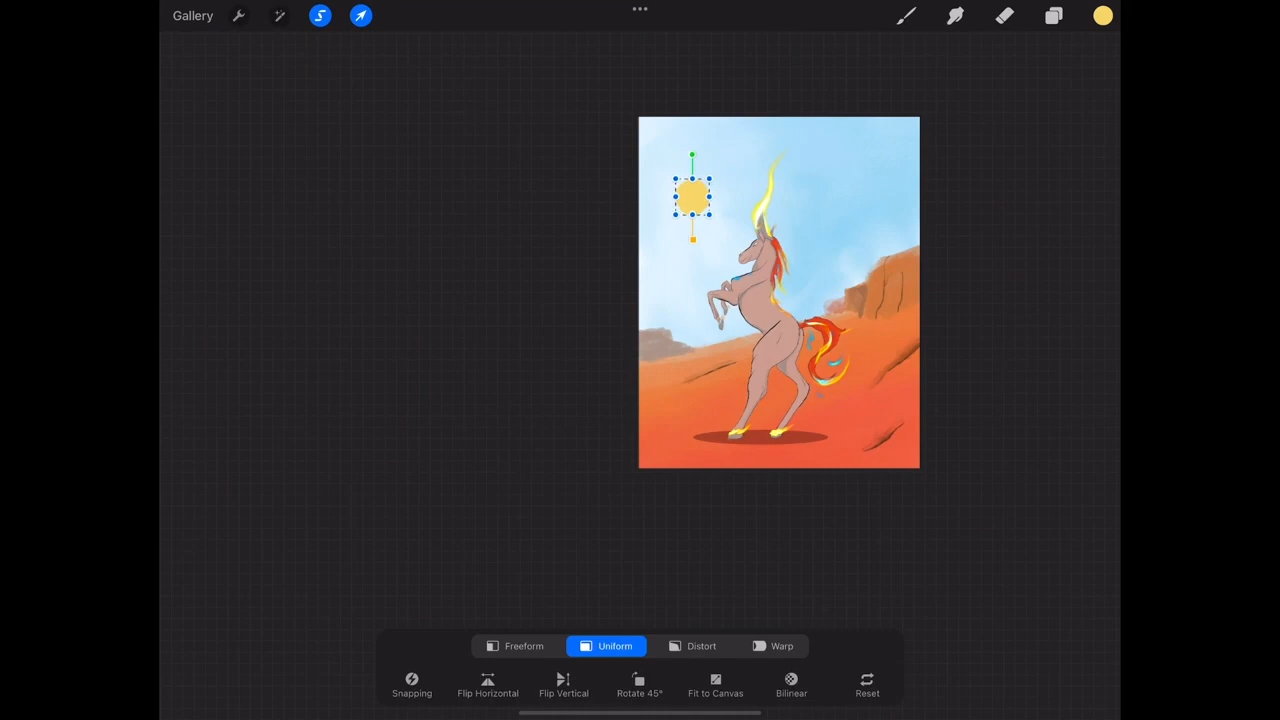 Gallery
Freeform Uniform Distort Warp
Snapping Flip Horizontal Flip Vertical Rotate 45° Fit to Canvas Bilinear Reset